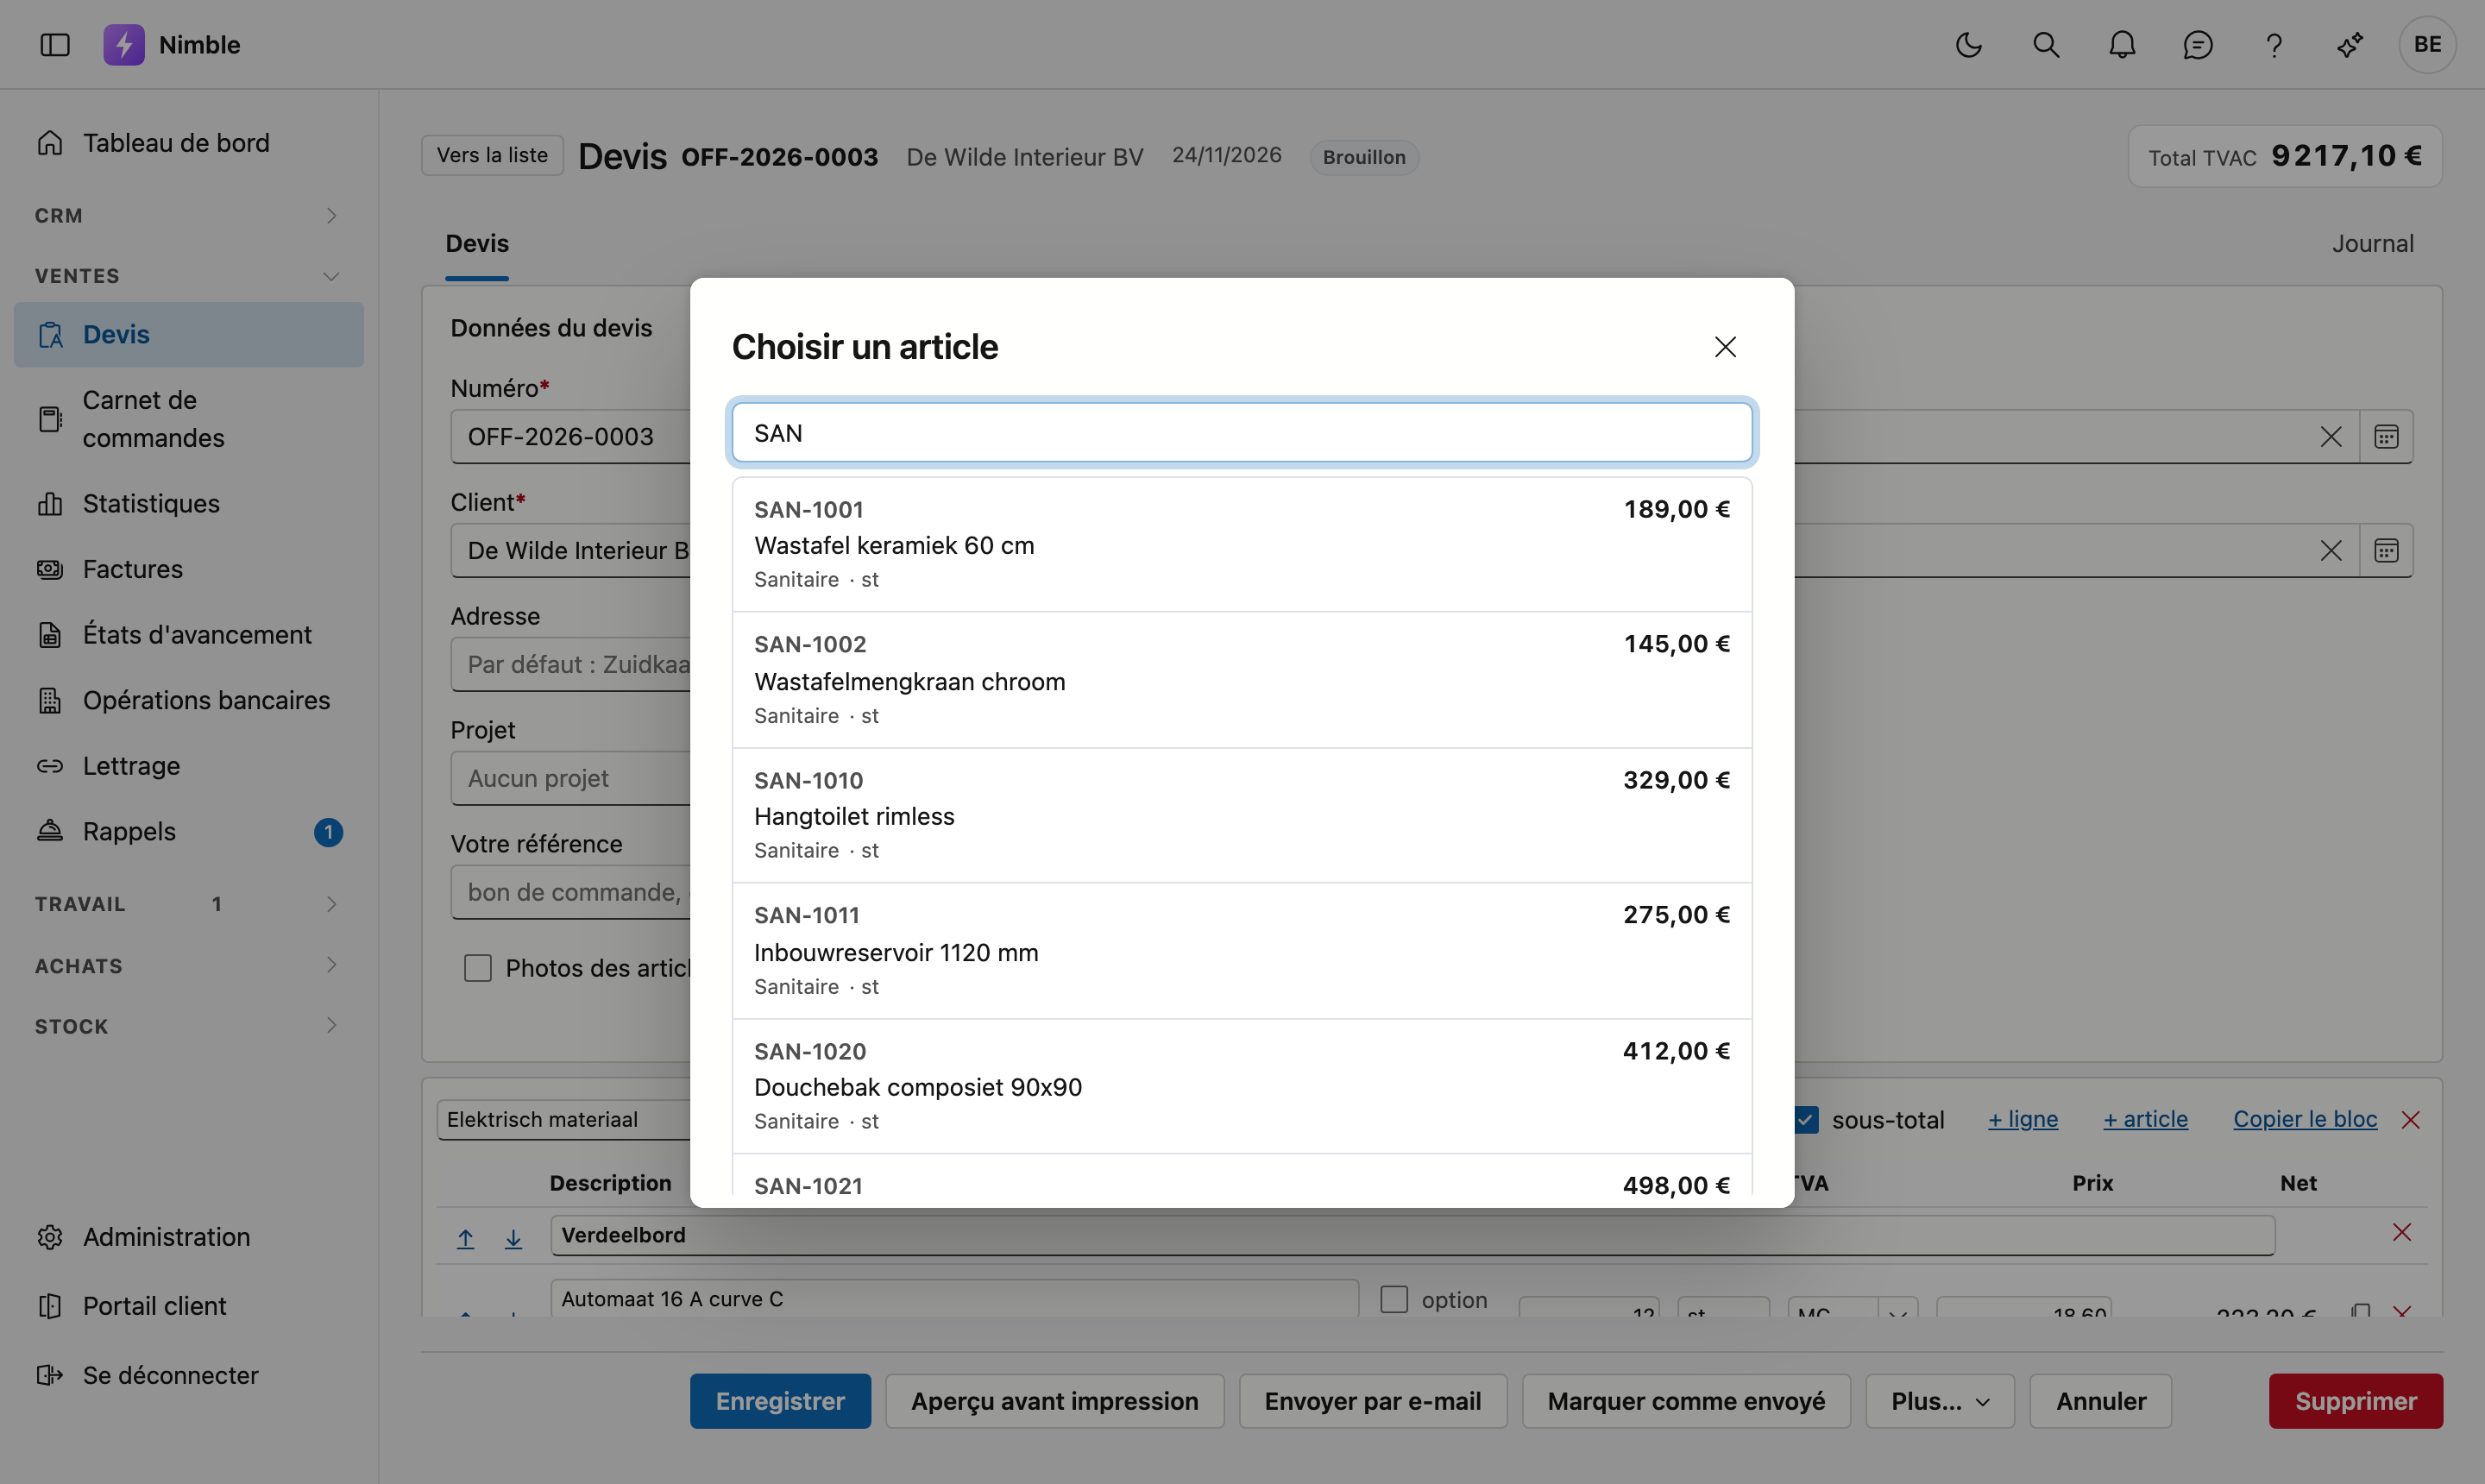 Nimble
BE
Tableau de bord
CRM
VENTES
Devis
Carnet de
commandes
Statistiques
Factures
États d'avancement
Opérations bancaires
Lettrage
Rappels 1
TRAVAIL 1
ACHATS
STOCK
Administration
Portail client
Se déconnecter
Vers la liste Devis OFF-2026-0003 De Wilde Interieur BV 24/11/2026 Brouillon Total TVAC 9 217,10 €
Devis Journal
Données du devis
Numéro*
OFF-2026-0003
Client*
De Wilde Interieur B
Adresse
Par défaut : Zuidkaa
Projet
Aucun projet
Votre référence
bon de commande,
Photos des articl
Choisir un article
SAN
SAN-1001 189,00 €
Wastafel keramiek 60 cm
Sanitaire · st
SAN-1002 145,00 €
Wastafelmengkraan chroom
Sanitaire · st
SAN-1010 329,00 €
Hangtoilet rimless
Sanitaire · st
SAN-1011 275,00 €
Inbouwreservoir 1120 mm
Sanitaire · st
SAN-1020 412,00 €
Douchebak composiet 90x90
Sanitaire · st
SAN-1021 498,00 €
Elektrisch materiaal sous-total + ligne + article Copier le bloc
Description TVA Prix Net
Verdeelbord
Automaat 16 A curve C option 12 st MC 18,60
Enregistrer Aperçu avant impression Envoyer par e-mail Marquer comme envoyé Plus... Annuler Supprimer